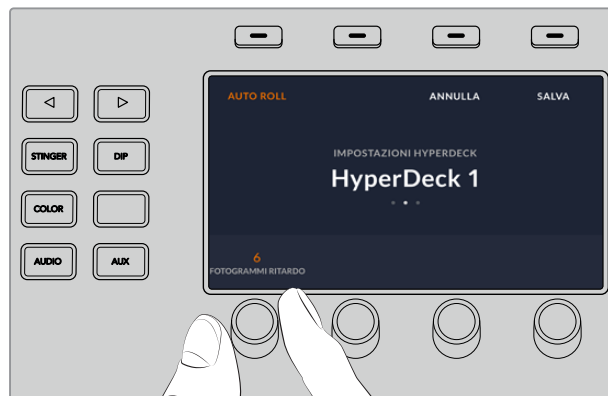 AUTO ROLL ANNULLA SALVA
IMPOSTAZIONI HYPERDECK
HyperDeck 1
6
FOTOGRAMMI RITARDO
STINGER DIP
COLOR
AUDIO AUX